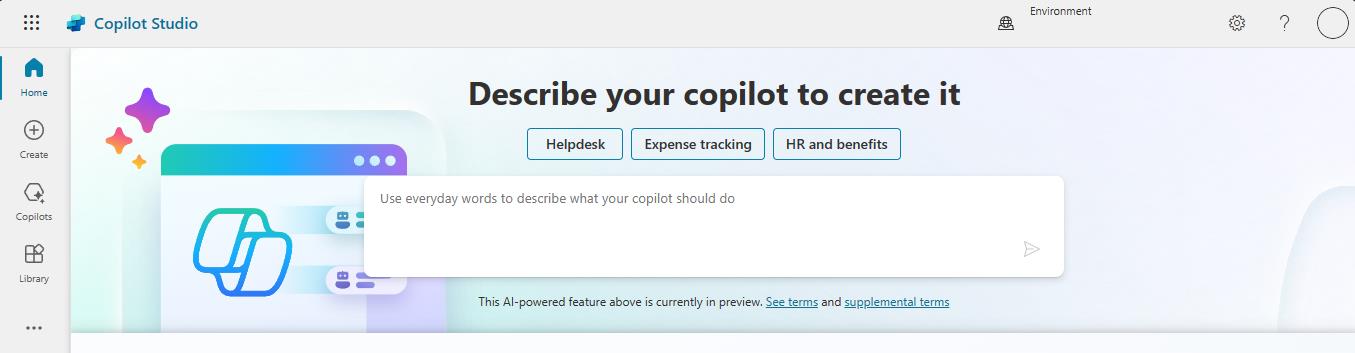 Copilot Studio
Environment
?
Home
Create
Copilots
Library
Describe your copilot to create it
Helpdesk
Expense tracking
HR and benefits
Use everyday words to describe what your copilot should do
This AI-powered feature above is currently in preview. See terms and supplemental terms